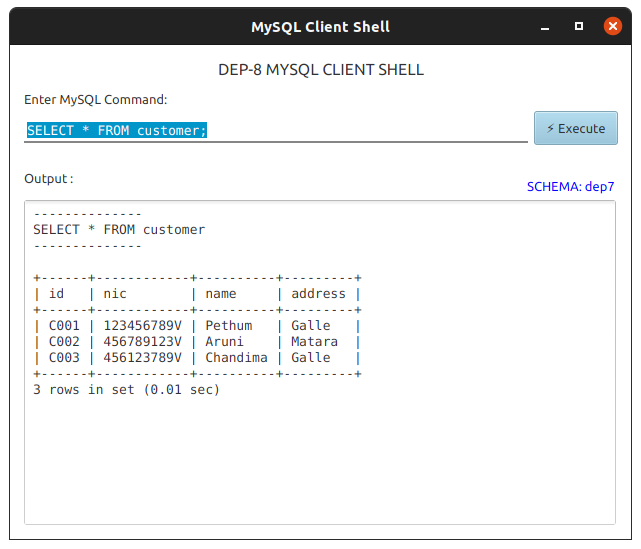 MySQL Client Shell
DEP-8 MYSQL CLIENT SHELL
Enter MySQL Command:
SELECT * FROM customer;
⚡ Execute
Output :
SCHEMA: dep7
--------------
SELECT * FROM customer
--------------
+------+------------+----------+---------+
| id   | nic        | name     | address |
+------+------------+----------+---------+
| C001 | 123456789V | Pethum   | Galle   |
| C002 | 456789123V | Aruni    | Matara  |
| C003 | 456123789V | Chandima | Galle   |
+------+------------+----------+---------+
3 rows in set (0.01 sec)